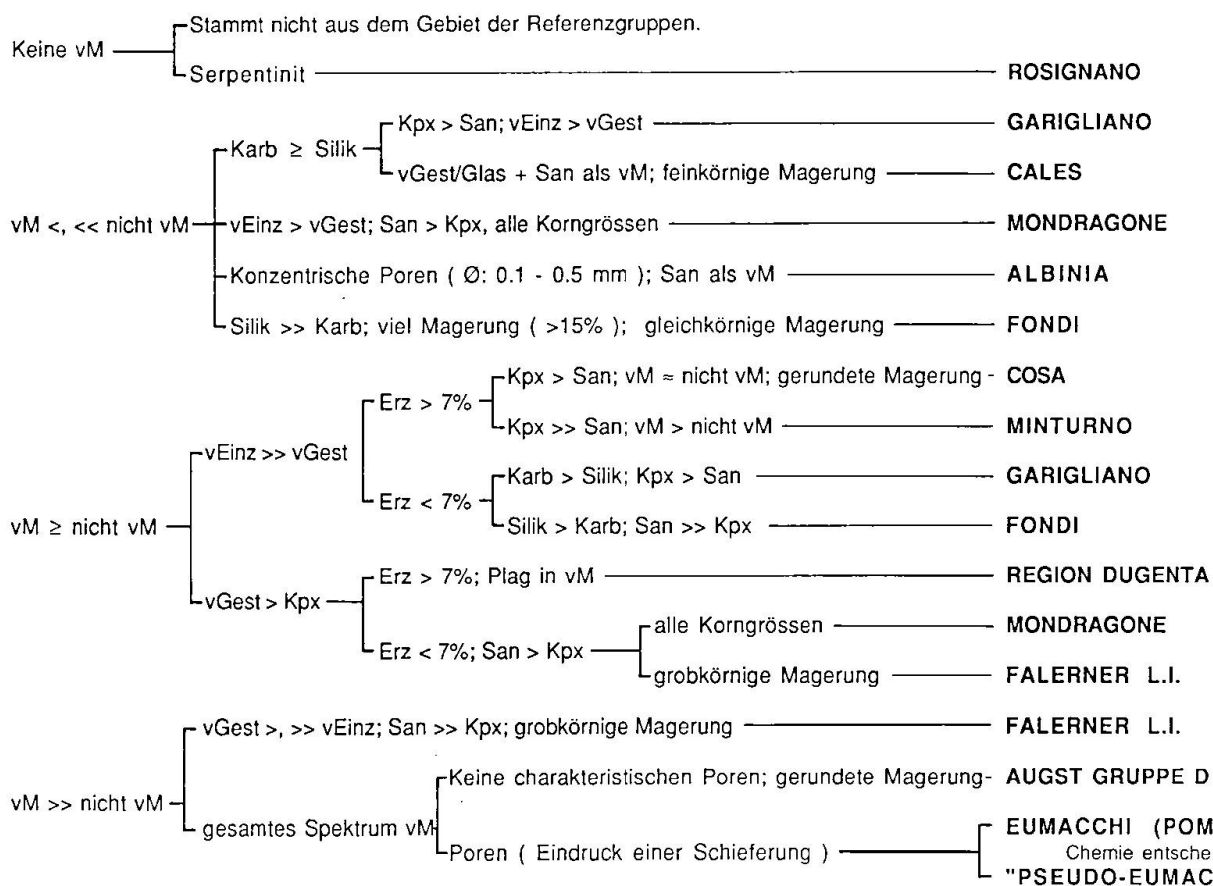 Keine vM
Stammt nicht aus dem Gebiet der Referenzgruppen.
Serpentinit ROSIGNANO
vM <, << nicht vM
Karb ≥ Silik
Kpx > San; vEinz > vGest GARIGLIANO
vGest/Glas + San als vM; feinkörnige Magerung CALES
vEinz > vGest; San > Kpx, alle Korngrössen MONDRAGONE
Konzentrische Poren ( Ø: 0.1 - 0.5 mm ); San als vM ALBINIA
Silik >> Karb; viel Magerung ( >15% ); gleichkörnige Magerung FONDI
vM ≥ nicht vM
vEinz >> vGest
Erz > 7%
Kpx > San; vM ≈ nicht vM; gerundete Magerung - COSA
Kpx >> San; vM > nicht vM MINTURNO
Erz < 7%
Karb > Silik; Kpx > San GARIGLIANO
Silik > Karb; San >> Kpx FONDI
vGest > Kpx
Erz > 7%; Plag in vM REGION DUGENTA
Erz < 7%; San > Kpx
alle Korngrössen MONDRAGONE
grobkörnige Magerung FALERNER L.I.
vM >> nicht vM
vGest >, >> vEinz; San >> Kpx; grobkörnige Magerung FALERNER L.I.
gesamtes Spektrum vM
Keine charakteristischen Poren; gerundete Magerung- AUGST GRUPPE D
Poren ( Eindruck einer Schieferung )
EUMACCHI (POM
Chemie entsche
"PSEUDO-EUMAC